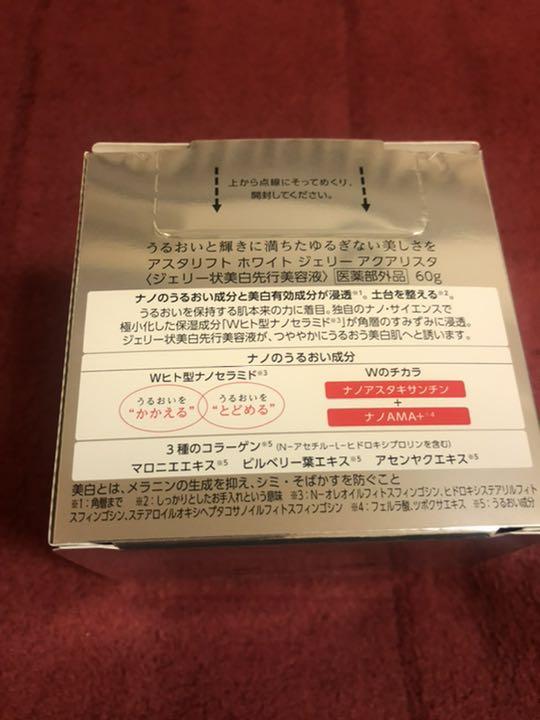 上から点線にそってめくり、
開封してください。
うるおいと輝きに満ちたゆるぎない美しさを
アスタリフト ホワイト ジェリー アクアリスタ
〈ジェリー状美白先行美容液〉 医薬部外品 60g
ナノのうるおい成分と美白有効成分が浸透※1。土台を整える※2。
うるおいを保持する肌本来の力に着目。独自のナノ・サイエンスで
極小化した保湿成分「Wヒト型ナノセラミド※3」が角層のすみずみに浸透。
ジェリー状美白先行美容液が、つややかにうるおう美白肌へと導います。
ナノのうるおい成分
Wヒト型ナノセラミド※3
うるおいを
“かかえる”
うるおいを
“とどめる”
Wのチカラ
ナノアスタキサンチン
+
ナノAMA+※4
3種のコラーゲン※5 (N-アセチル-L-ヒドロキシプロリンを含む)
マロニエエキス※5 ビルベリー葉エキス※5 アセンヤクエキス※5
美白とは、メラニンの生成を抑え、シミ・そばかすを防ぐこと
※1:角層まで ※2:しっかりとしたお手入れという意味 ※3:N-オレオイルフィトスフィンゴシン、ヒドロキシステアリルフィト
スフィンゴシン、ステアロイルオキシヘプタコサノイルフィトスフィンゴシン ※4:フェルラ酸、ツボクサエキス ※5:うるおい成分